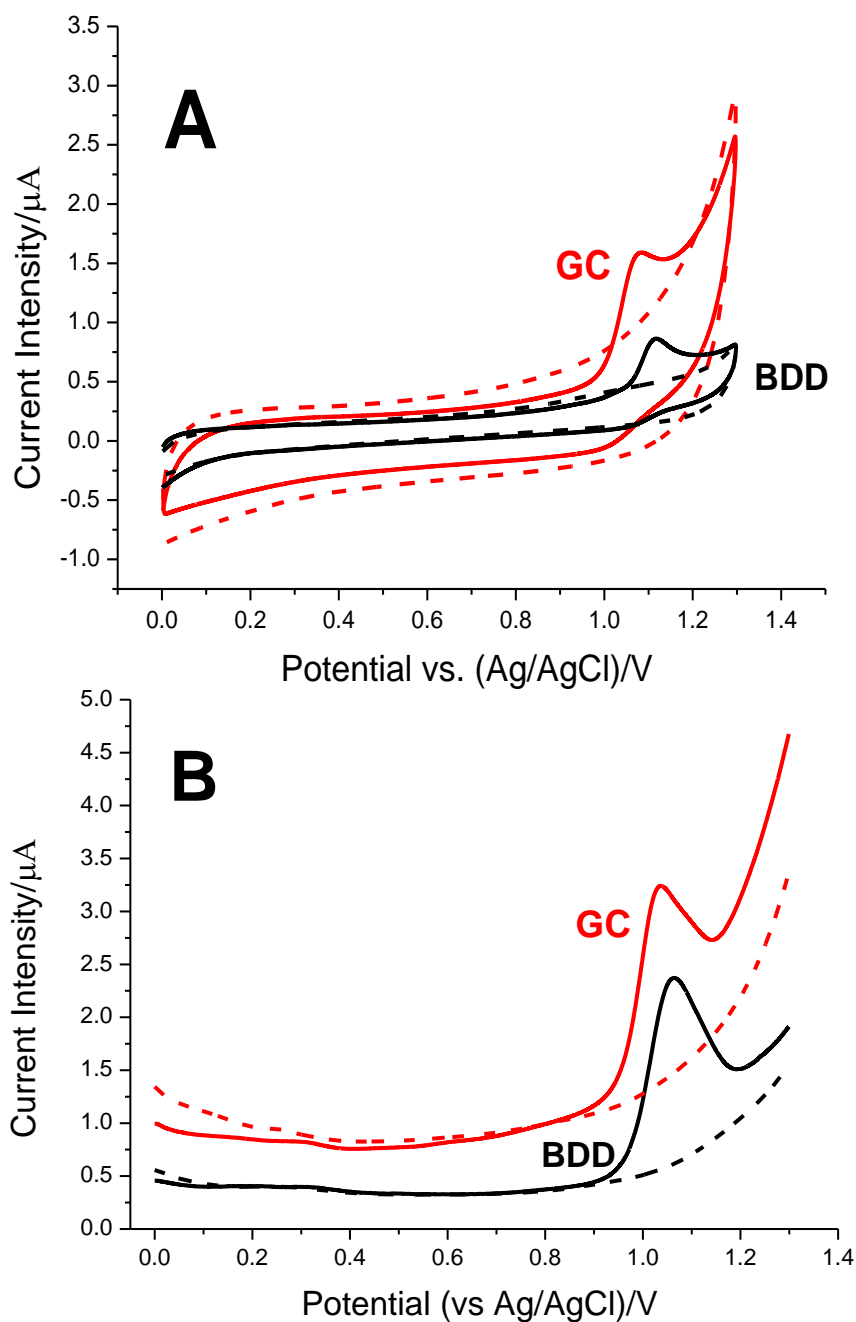 A
3.5
3.0
2.5
2.0
1.5
1.0
0.5
0.0
-0.5
-1.0
Current Intensity/μA
GC
BDD
0.0 0.2 0.4 0.6 0.8 1.0 1.2 1.4
Potential vs. (Ag/AgCl)/V
B
5.0
4.5
4.0
3.5
3.0
2.5
2.0
1.5
1.0
0.5
0.0
Current Intensity/μA
GC
BDD
0.0 0.2 0.4 0.6 0.8 1.0 1.2 1.4
Potential (vs Ag/AgCl)/V